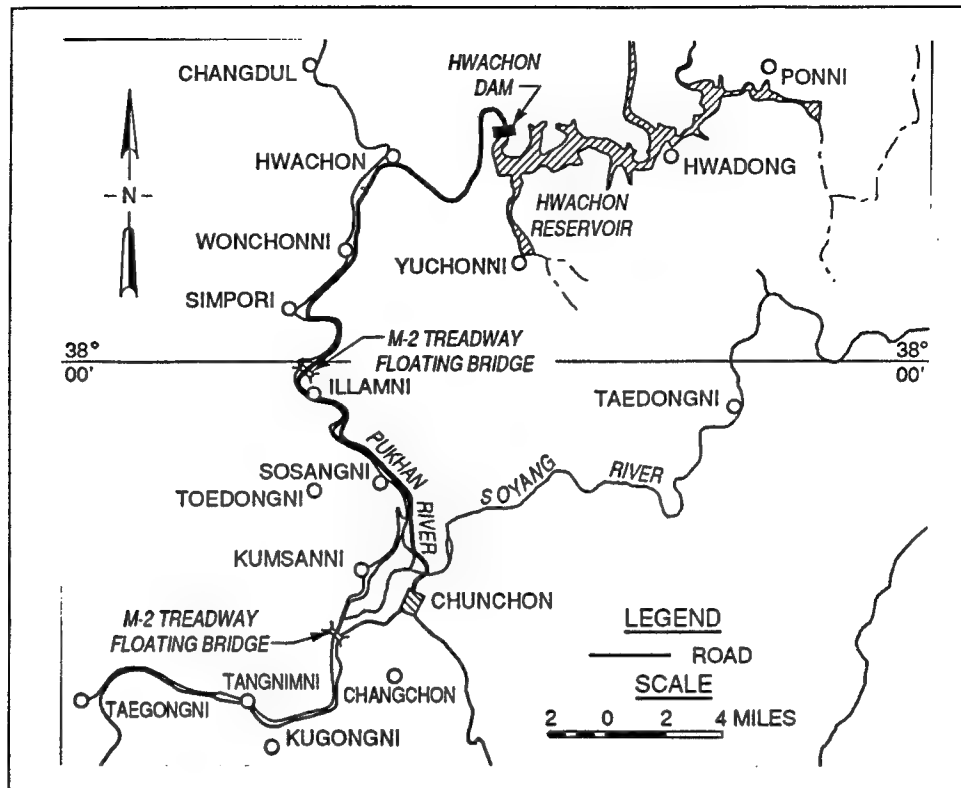 CHANGDUL
HWACHON
DAM
PONNI
HWACHON
HWADONG
N
HWACHON
RESERVOIR
WONCHONNI
YUCHONNI
SIMPORI
M-2 TREADWAY
FLOATING BRIDGE
38°
00'
38°
00'
ILLAMNI
TAEDONGNI
PUKHAN
RIVER
SOSANGNI
TOEDONGNI
SOYANG
RIVER
KUMSANNI
CHUNCHON
M-2 TREADWAY
FLOATING BRIDGE
LEGEND
ROAD
TANGNIMNI
CHANGCHON
SCALE
TAEGONGNI
2 0 2 4 MILES
KUGONGNI